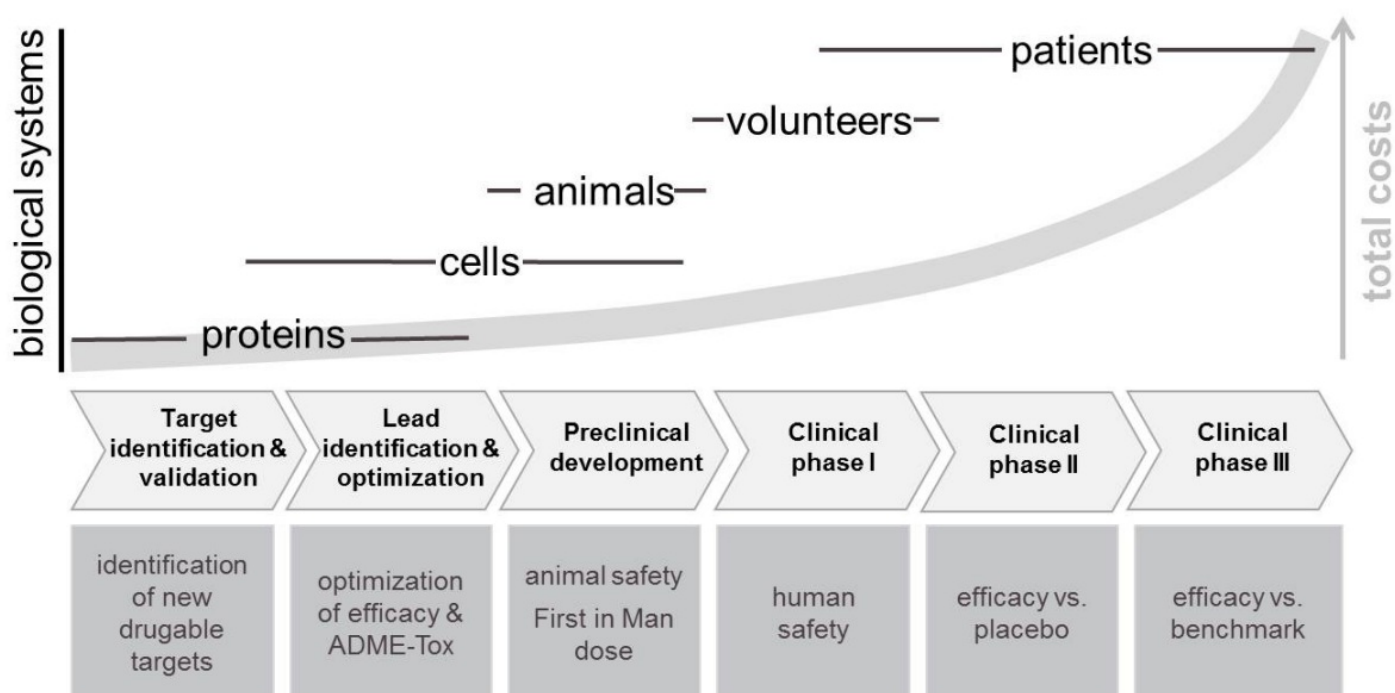 biological systems
patients
volunteers
animals
cells
proteins
total costs
Target
identification &
validation
Lead
identification &
optimization
Preclinical
development
Clinical
phase I
Clinical
phase II
Clinical
phase III
identification
of new
drugable
targets
optimization
of efficacy &
ADME-Tox
animal safety
First in Man
dose
human
safety
efficacy vs.
placebo
efficacy vs.
benchmark